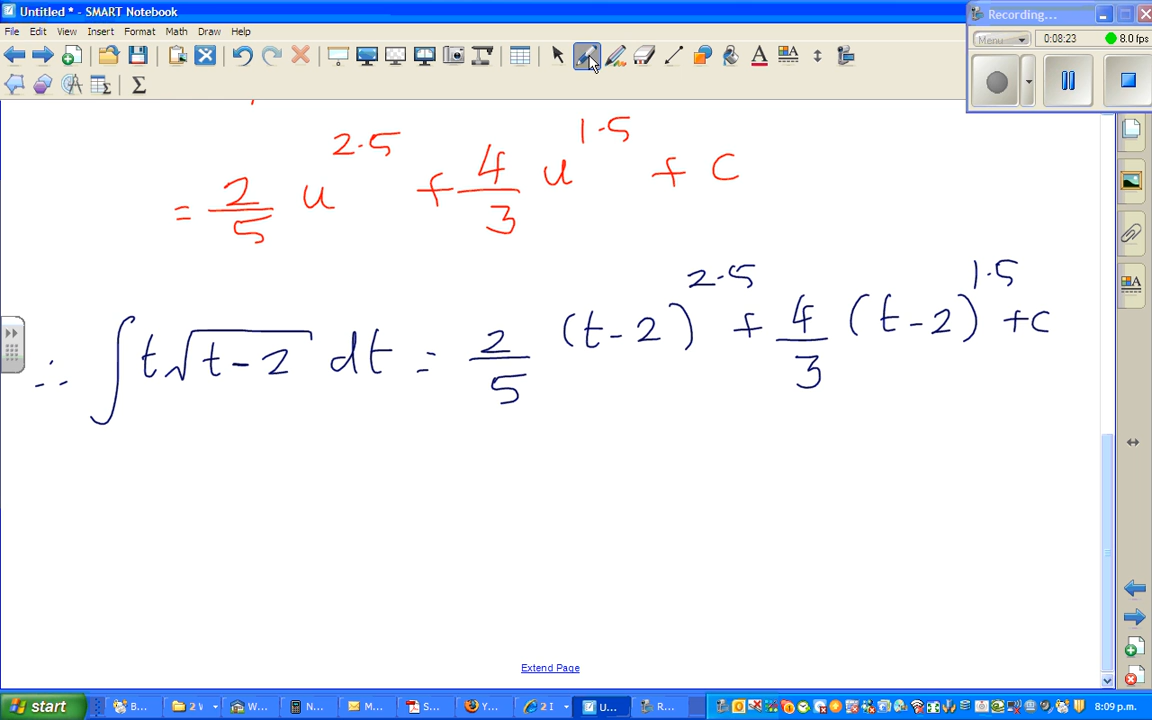 Untitled * - SMART Notebook
Recording...
File Edit View Insert Format Math Draw Help
Menu
0:08:23
8.0 fps
= 2/5 u^2·5 + 4/3 u^1·5 + c
∴ ∫ t√(t-2) dt = 2/5 (t-2)^2·5 + 4/3 (t-2)^1·5 + c
Extend Page
start
B...
2 V
W...
N...
M...
S...
Y...
2 I
U...
R...
8:09 p.m.